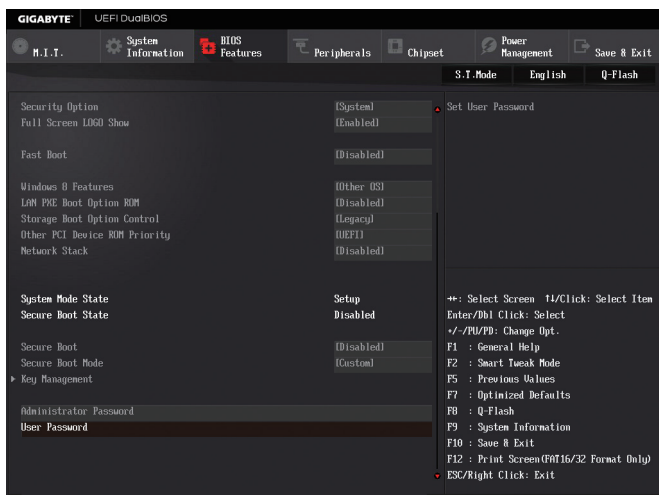 GIGABYTE™ UEFI DualBIOS
M.I.T. System Information BIOS Features Peripherals Chipset Power Management Save & Exit
S.T.Mode English Q-Flash
Security Option [System]
Full Screen LOGO Show [Enabled]
Fast Boot [Disabled]
Windows 8 Features [Other OS]
LAN PXE Boot Option ROM [Disabled]
Storage Boot Option Control [Legacy]
Other PCI Device ROM Priority [UEFI]
Network Stack [Disabled]
System Mode State Setup
Secure Boot State Disabled
Secure Boot [Disabled]
Secure Boot Mode [Custom]
Key Management
Administrator Password
User Password
Set User Password
→←: Select Screen ↑↓/Click: Select Item
Enter/Dbl Click: Select
+/-/PU/PD: Change Opt.
F1 : General Help
F2 : Smart Tweak Mode
F5 : Previous Values
F7 : Optimized Defaults
F8 : Q-Flash
F9 : System Information
F10 : Save & Exit
F12 : Print Screen(FAT16/32 Format Only)
ESC/Right Click: Exit